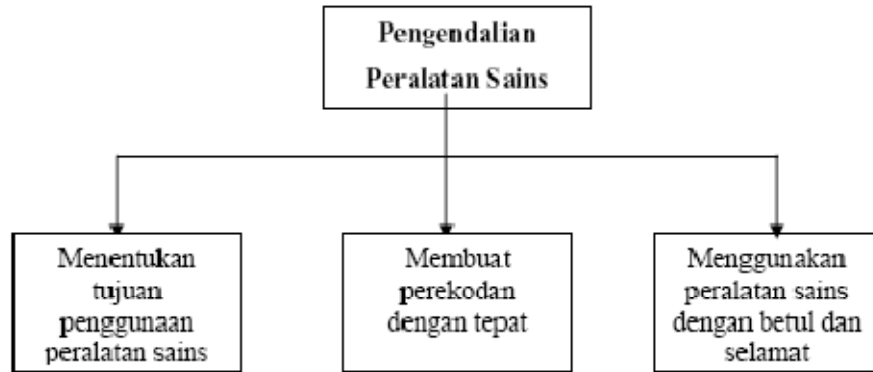 Pengendalian
Peralatan Sains
Menentukan
tujuan
penggunaan
peralatan sains
Membuat
perekodan
dengan tepat
Menggunakan
peralatan sains
dengan betul dan
selamat